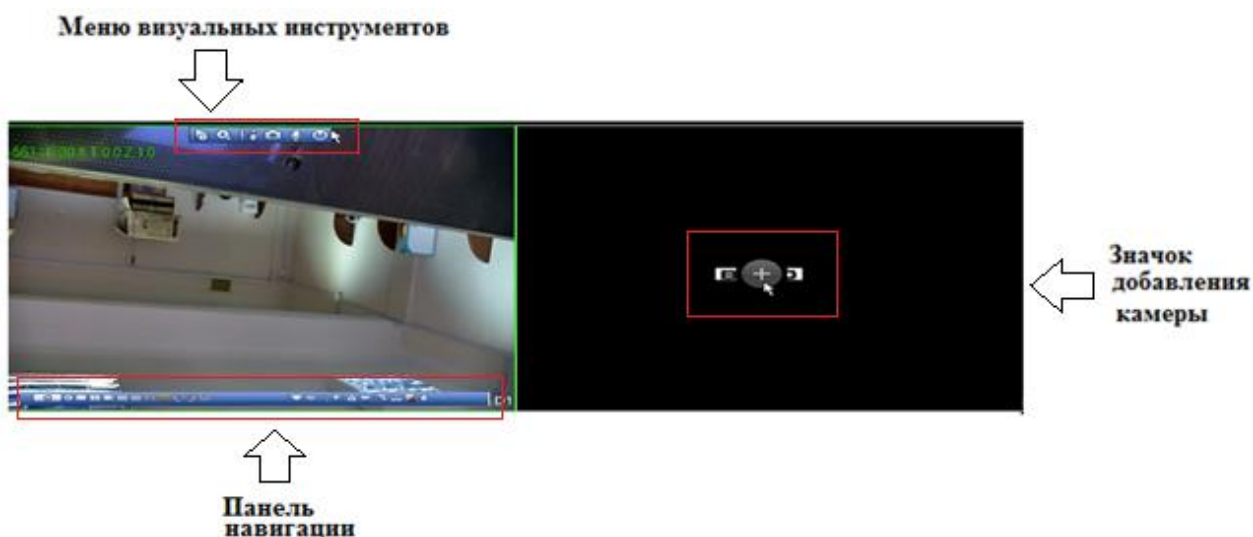 Меню визуальных инструментов
Значок
добавления
камеры
Панель
навигации